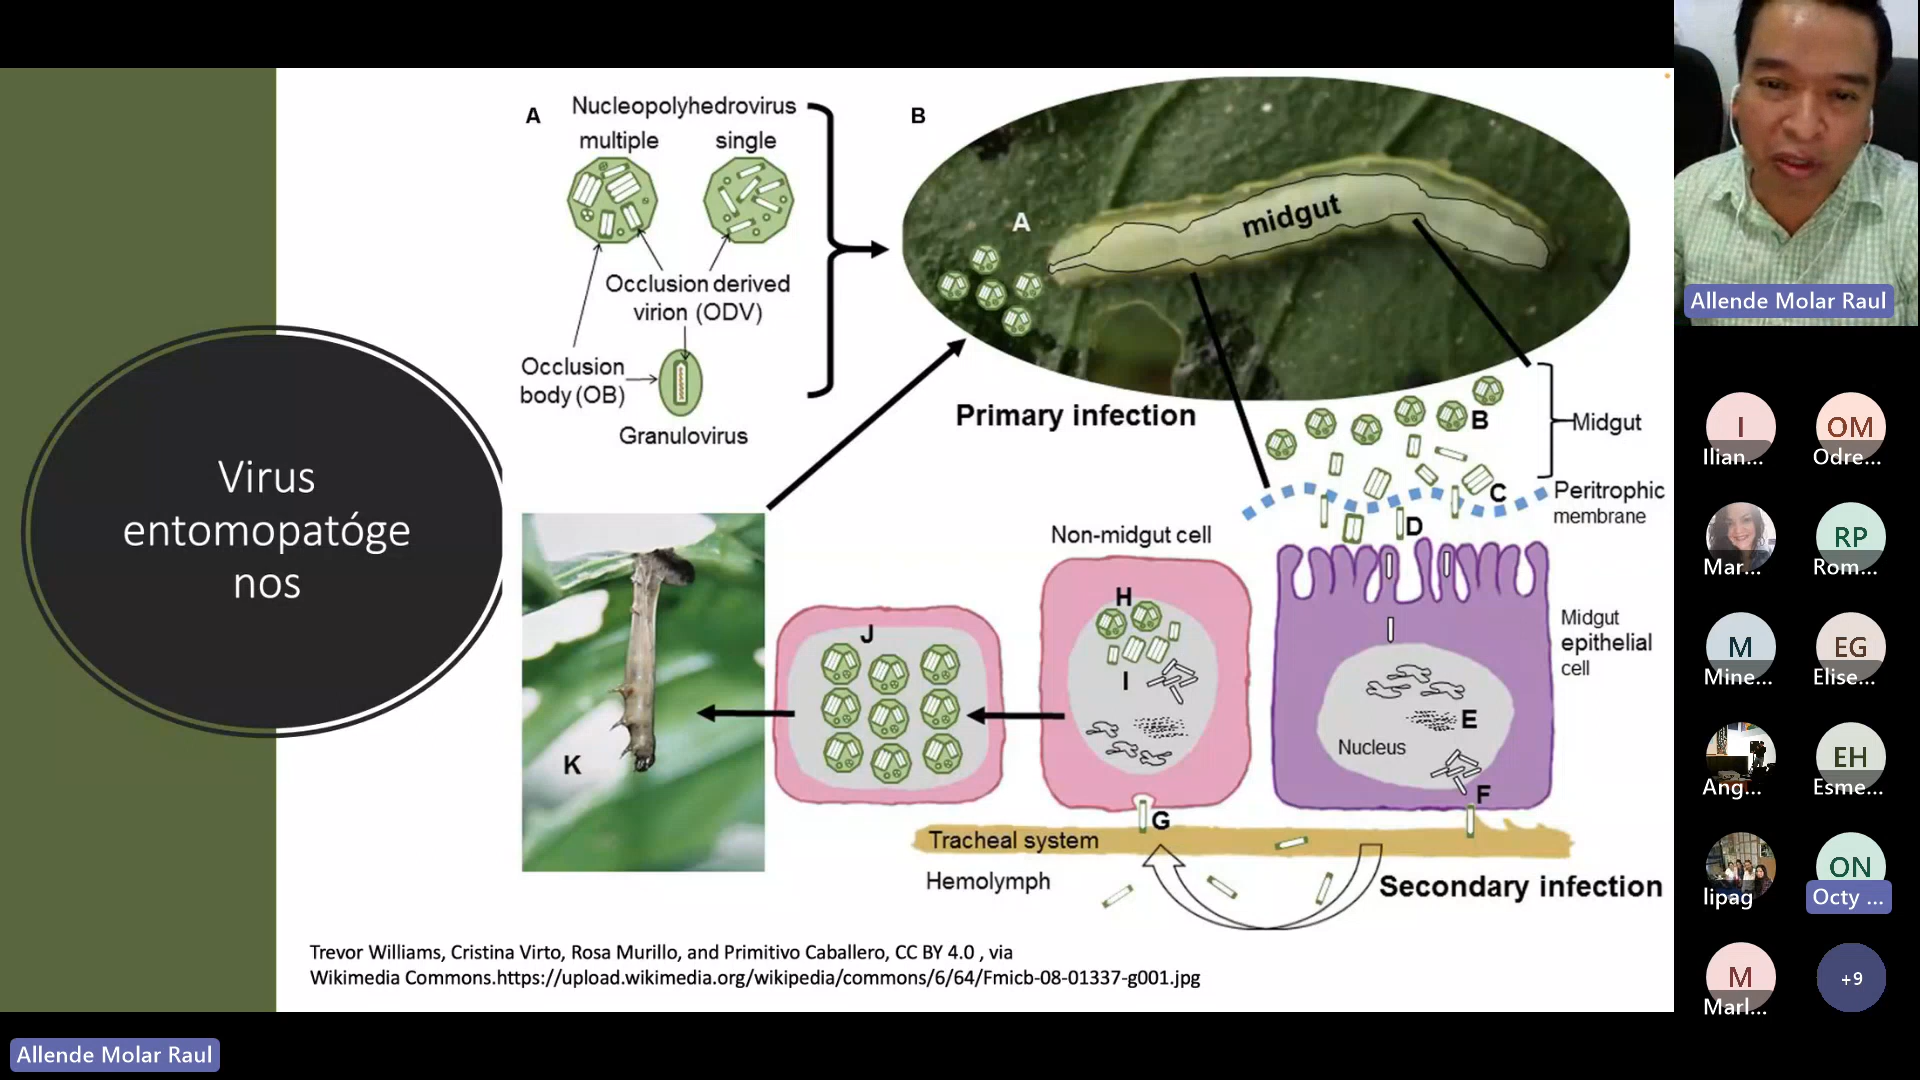 Virus
entomopatóge
nos
A
Nucleopolyhedrovirus
multiple
single
Occlusion derived
virion (ODV)
Occlusion
body (OB)
Granulovirus
B
A
midgut
Primary infection
B
Midgut
C
Peritrophic
membrane
D
Non-midgut cell
H
I
J
K
Midgut
epithelial
cell
E
Nucleus
F
G
Tracheal system
Hemolymph
Secondary infection
Trevor Williams, Cristina Virto, Rosa Murillo, and Primitivo Caballero, CC BY 4.0 , via
Wikimedia Commons.https://upload.wikimedia.org/wikipedia/commons/6/64/Fmicb-08-01337-g001.jpg
Allende Molar Raul
Allende Molar Raul
I
Ilian...
OM
Odre...
Mar...
RP
Rom...
M
Mine...
EG
Elise...
Ang...
EH
Esme...
lipag
ON
Octy ...
M
Marl...
+9